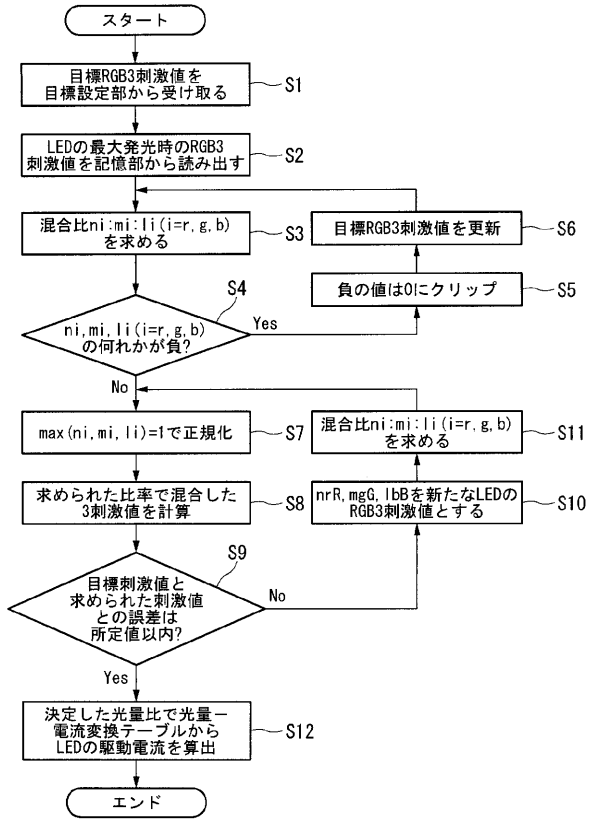 スタート
目標RGB3刺激値を
目標設定部から受け取る
S1
LEDの最大発光時のRGB3
刺激値を記憶部から読み出す
S2
混合比ni:mi:li(i=r,g,b)
を求める
S3
目標RGB3刺激値を更新
S6
負の値は0にクリップ
S5
S4
ni,mi,li(i=r,g,b)
の何れかが負?
Yes
No
max(ni,mi,li)=1で正規化
S7
混合比ni:mi:li(i=r,g,b)
を求める
S11
求められた比率で混合した
3刺激値を計算
S8
nrR,mgG,lbBを新たなLEDの
RGB3刺激値とする
S10
S9
目標刺激値と
求められた刺激値
との誤差は
所定値以内?
No
Yes
決定した光量比で光量ー
電流変換テーブルから
LEDの駆動電流を算出
S12
エンド